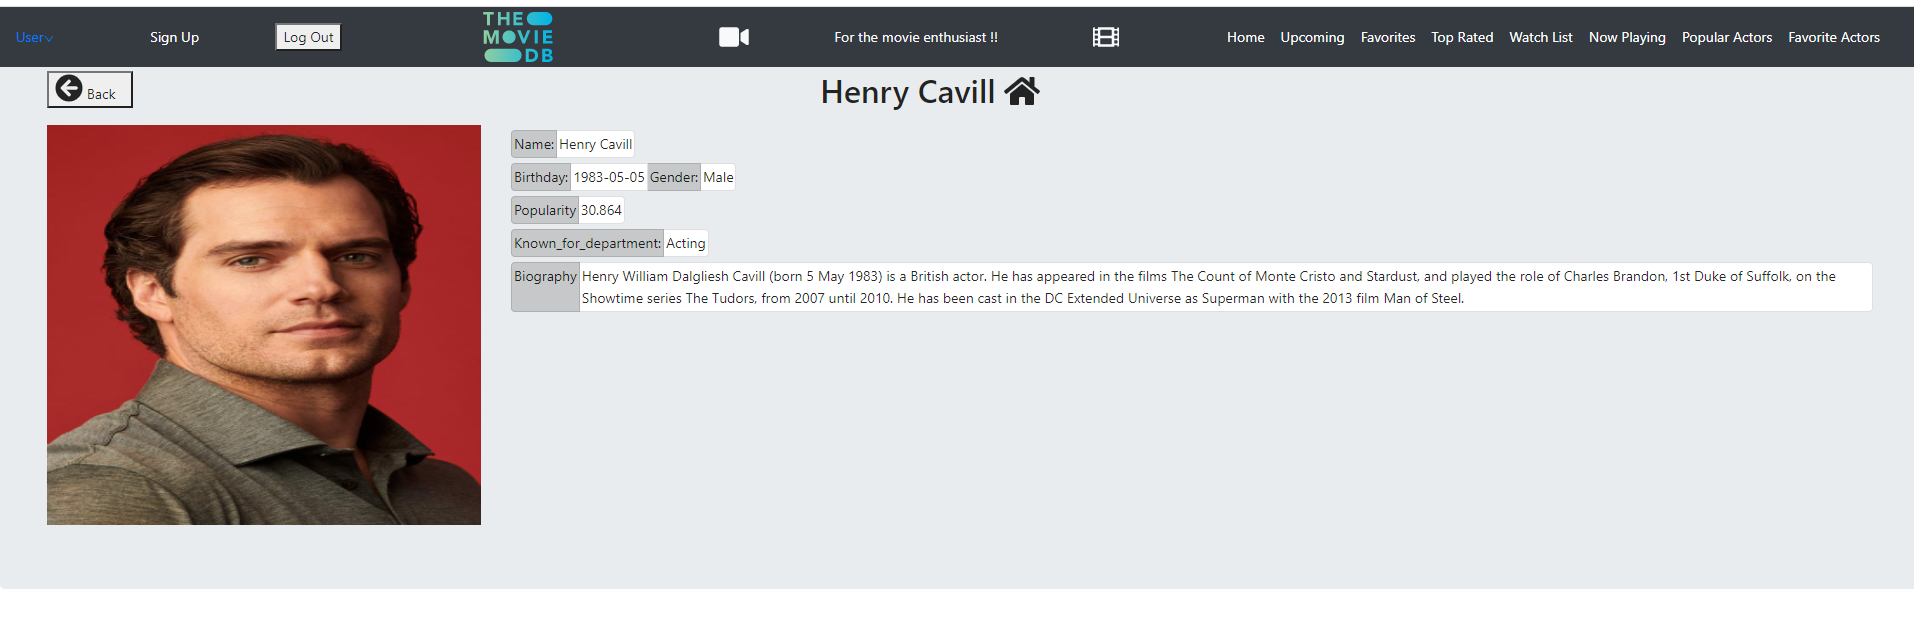 User Sign Up Log Out THE MOVIE DB For the movie enthusiast !! Home Upcoming Favorites Top Rated Watch List Now Playing Popular Actors Favorite Actors
Back Henry Cavill
Name: Henry Cavill
Birthday: 1983-05-05 Gender: Male
Popularity 30.864
Known_for_department: Acting
Biography Henry William Dalgliesh Cavill (born 5 May 1983) is a British actor. He has appeared in the films The Count of Monte Cristo and Stardust, and played the role of Charles Brandon, 1st Duke of Suffolk, on the
Showtime series The Tudors, from 2007 until 2010. He has been cast in the DC Extended Universe as Superman with the 2013 film Man of Steel.